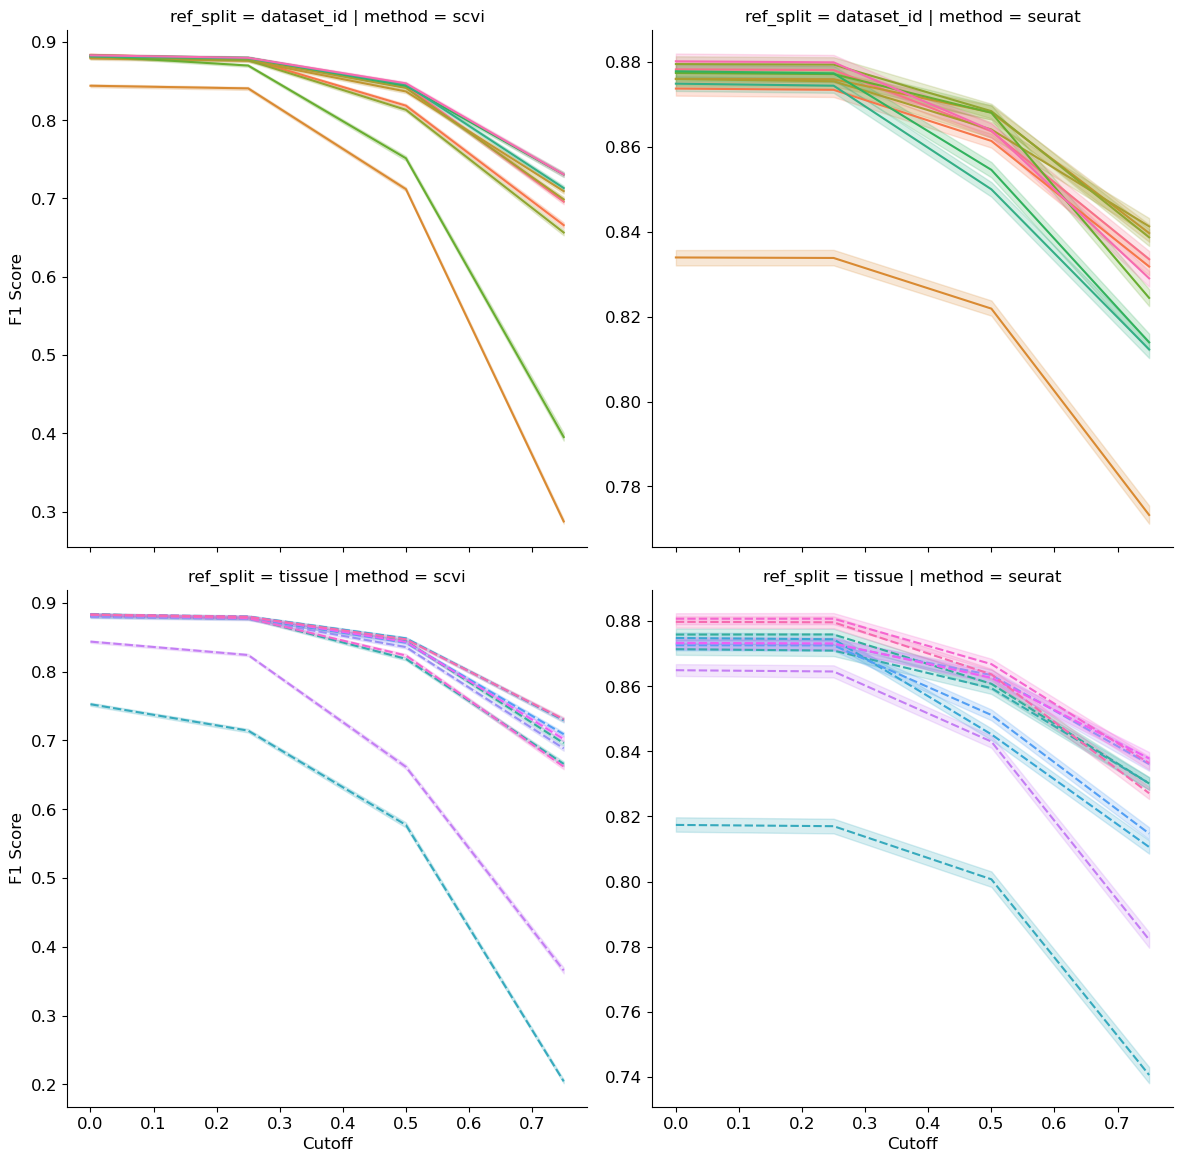 ref_split = dataset_id | method = scvi
ref_split = dataset_id | method = seurat
0.9
0.8
0.7
0.6
0.5
0.4
0.3
F1 Score
0.88
0.86
0.84
0.82
0.80
0.78
ref_split = tissue | method = scvi
ref_split = tissue | method = seurat
0.9
0.8
0.7
0.6
0.5
0.4
0.3
0.2
F1 Score
0.0 0.1 0.2 0.3 0.4 0.5 0.6 0.7
Cutoff
0.88
0.86
0.84
0.82
0.80
0.78
0.76
0.74
0.0 0.1 0.2 0.3 0.4 0.5 0.6 0.7
Cutoff